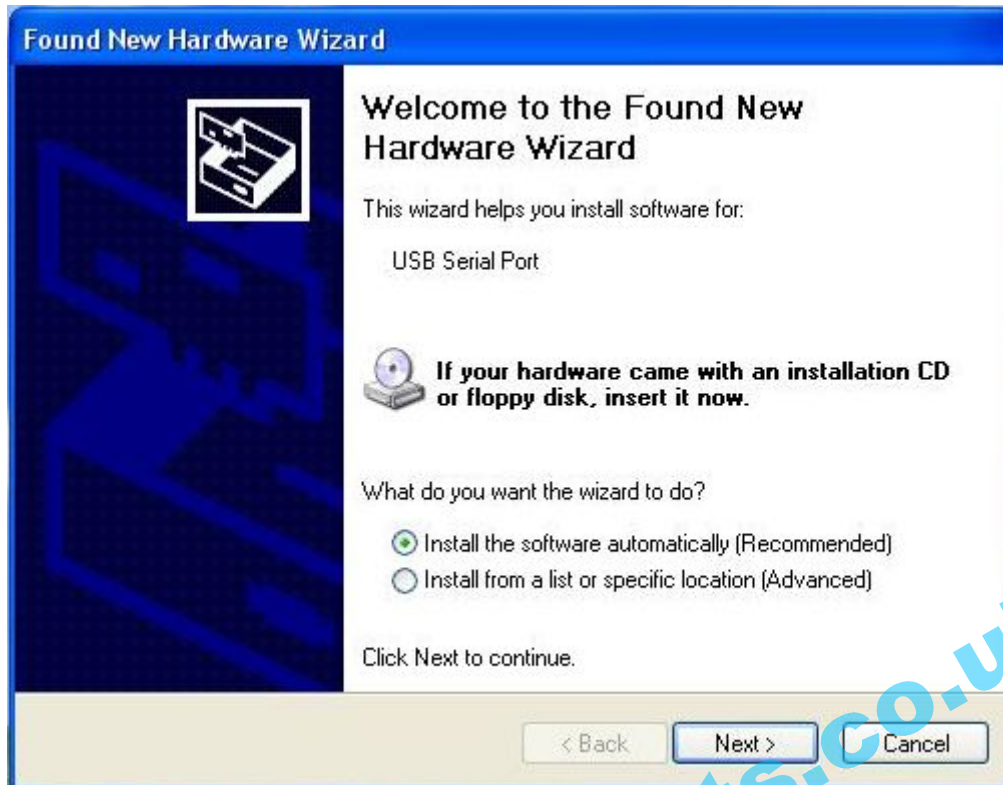 Found New Hardware Wizard
Welcome to the Found New
Hardware Wizard
This wizard helps you install software for:
USB Serial Port
If your hardware came with an installation CD
or floppy disk, insert it now.
What do you want the wizard to do?
Install the software automatically (Recommended)
Install from a list or specific location (Advanced)
Click Next to continue.
< Back
Next >
Cancel